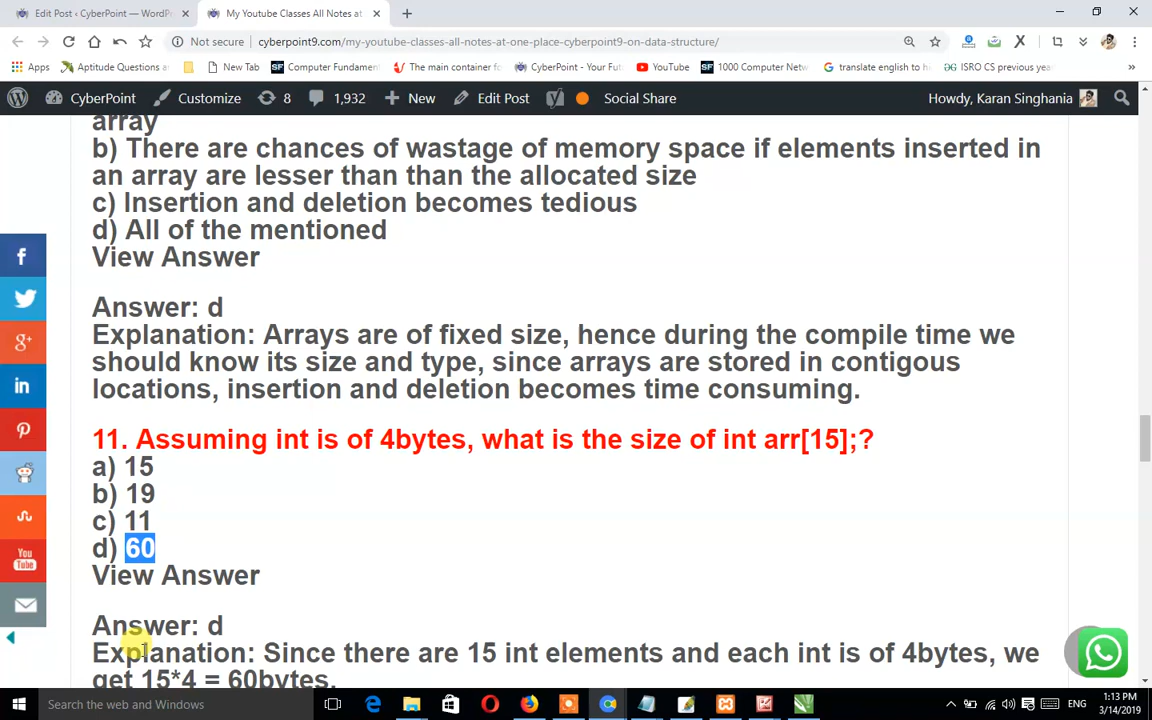 Edit Post ‹ CyberPoint — WordP
My Youtube Classes All Notes at
Not secure
cyberpoint9.com/my-youtube-classes-all-notes-at-one-place-cyberpoint9-on-data-structure/
Apps
Aptitude Questions a
New Tab
Computer Fundamen
The main container fo
CyberPoint - Your Fut
YouTube
1000 Computer Netw
translate english to hi
ISRO CS previous yea
CyberPoint
Customize
8
1,932
New
Edit Post
Social Share
Howdy, Karan Singhania
array
b) There are chances of wastage of memory space if elements inserted in
an array are lesser than than the allocated size
c) Insertion and deletion becomes tedious
d) All of the mentioned
View Answer
Answer: d
Explanation: Arrays are of fixed size, hence during the compile time we
should know its size and type, since arrays are stored in contigous
locations, insertion and deletion becomes time consuming.
11. Assuming int is of 4bytes, what is the size of int arr[15];?
a) 15
b) 19
c) 11
d) 60
View Answer
Answer: d
Explanation: Since there are 15 int elements and each int is of 4bytes, we
get 15*4 = 60bytes.
You
Tube
Search the web and Windows
ENG
1:13 PM
3/14/2019